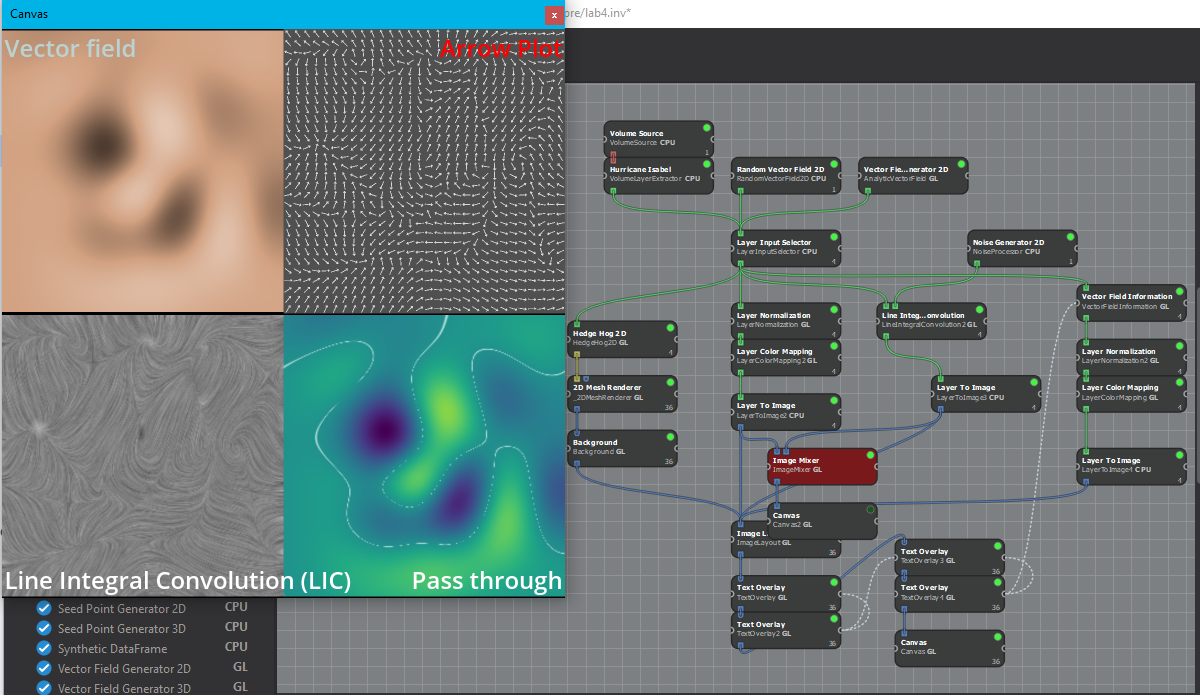 Canvas
x
ore/lab4.inv*
Vector field
Arrow Plot
Line Integral Convolution (LIC)
Pass through
Volume Source
VolumeSource CPU
1
Hurricane Isabel
VolumeLayerExtractor CPU
Random Vector Field 2D
RandomVectorField2D CPU
1
Vector Fie...nerator 2D
AnalyticVectorField GL
Layer Input Selector
LayerInputSelector CPU
4
Noise Generator 2D
NoiseProcessor CPU
1
Vector Field Information
VectorFieldInformation GL
4
Layer Normalization
LayerNormalization GL
4
Line Integ...onvolution
LineIntegralConvolution2 GL
4
Hedge Hog 2D
HedgeHog2D GL
4
Layer Color Mapping
LayerColorMapping2 GL
4
Layer Normalization
LayerNormalization2 GL
4
2D Mesh Renderer
_2DMeshRenderer GL
36
Layer To Image
LayerToImage3 CPU
4
Layer Color Mapping
LayerColorMapping GL
4
Layer To Image
LayerToImage2 CPU
4
Background
Background GL
36
Image Mixer
ImageMixer GL
Layer To Image
LayerToImage4 CPU
4
Canvas
Canvas2 GL
Image L
ImageLayout GL
36
Text Overlay
TextOverlay3 GL
36
Text Overlay
TextOverlay GL
36
Text Overlay
TextOverlay4 GL
36
Text Overlay
TextOverlay2 GL
36
Canvas
Canvas GL
36
Seed Point Generator 2D CPU
Seed Point Generator 3D CPU
Synthetic DataFrame CPU
Vector Field Generator 2D GL
Vector Field Generator 3D GL